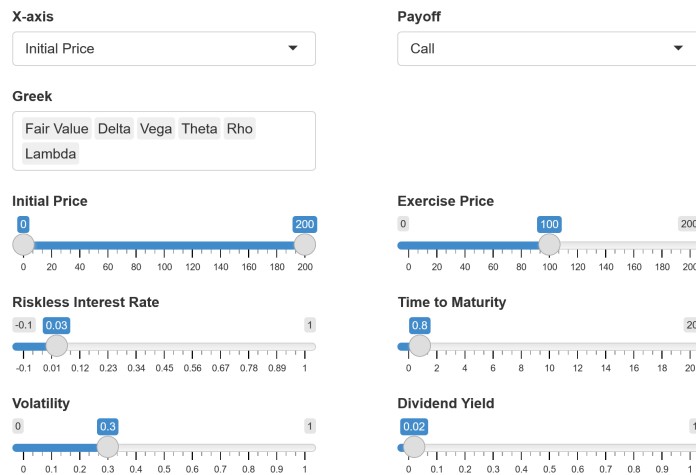 X-axis
Payoff
Initial Price
Call
Greek
Fair Value Delta Vega Theta Rho
Lambda
Initial Price
Exercise Price
0 200
0 100 200
0 20 40 60 80 100 120 140 160 180 200
0 20 40 60 80 100 120 140 160 180 200
Riskless Interest Rate
Time to Maturity
-0.1 0.03 1
0.8 20
-0.1 0.01 0.12 0.23 0.34 0.45 0.56 0.67 0.78 0.89 1
0 2 4 6 8 10 12 14 16 18 20
Volatility
Dividend Yield
0 0.3 1
0.02 1
0 0.1 0.2 0.3 0.4 0.5 0.6 0.7 0.8 0.9 1
0 0.1 0.2 0.3 0.4 0.5 0.6 0.7 0.8 0.9